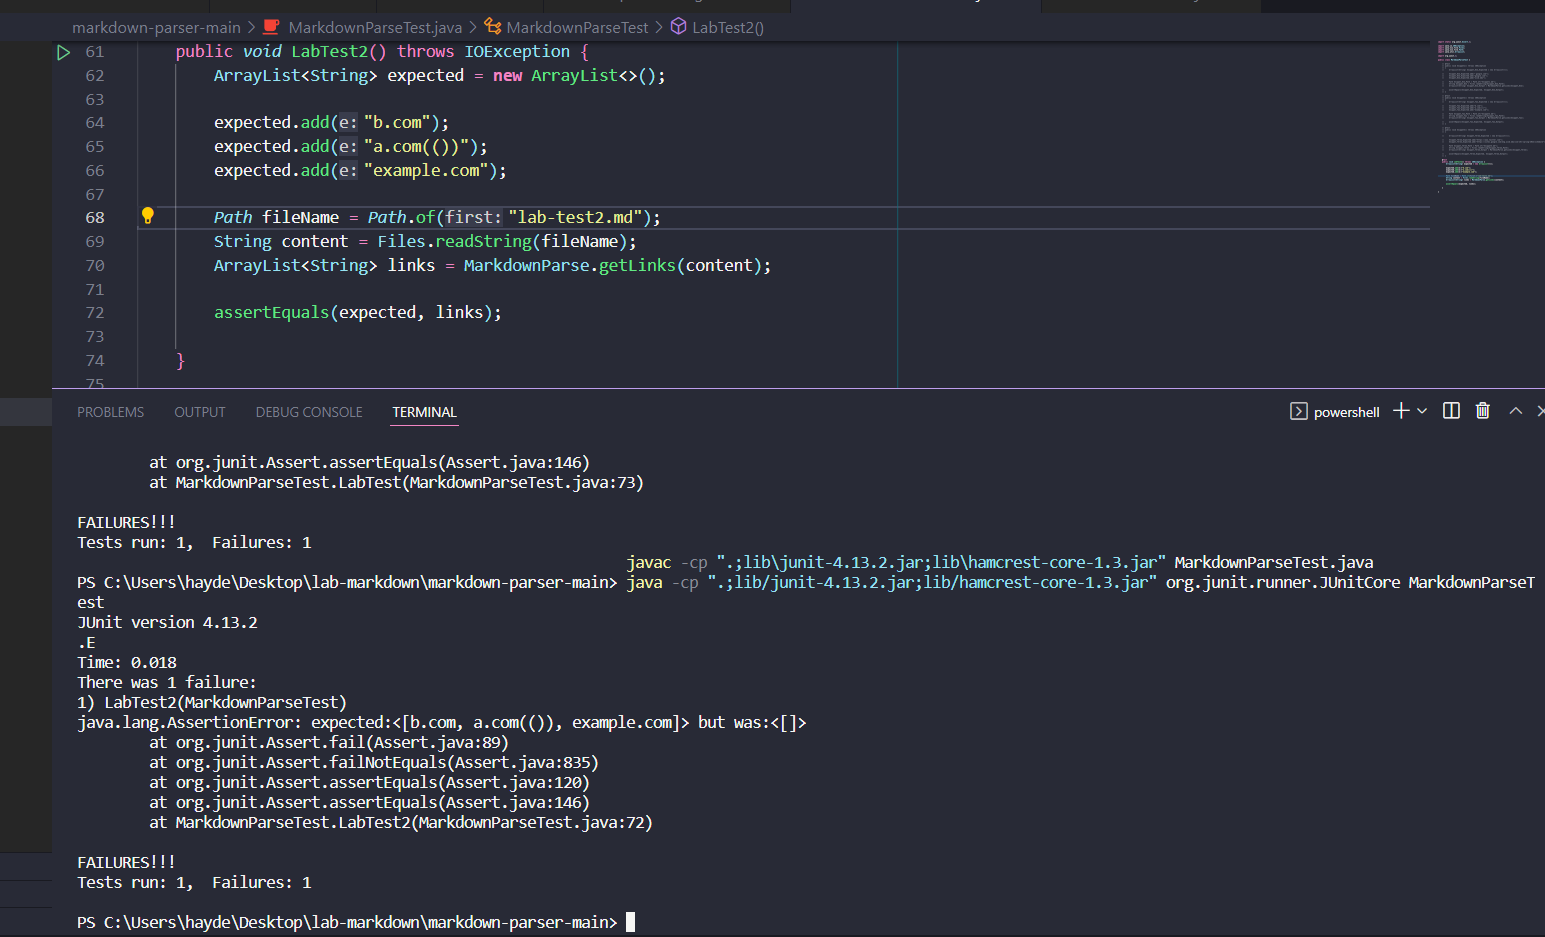 markdown-parser-main > MarkdownParseTest.java > MarkdownParseTest > LabTest2()
61 public void LabTest2() throws IOException {
62 ArrayList<String> expected = new ArrayList<>();
63
64 expected.add(e: "b.com");
65 expected.add(e: "a.com(())");
66 expected.add(e: "example.com");
67
68 Path fileName = Path.of(first: "lab-test2.md");
69 String content = Files.readString(fileName);
70 ArrayList<String> links = MarkdownParse.getLinks(content);
71
72 assertEquals(expected, links);
73
74 }
75
PROBLEMS OUTPUT DEBUG CONSOLE TERMINAL powershell
at org.junit.Assert.assertEquals(Assert.java:146)
at MarkdownParseTest.LabTest(MarkdownParseTest.java:73)
FAILURES!!!
Tests run: 1,  Failures: 1
javac -cp ".;lib\junit-4.13.2.jar;lib\hamcrest-core-1.3.jar" MarkdownParseTest.java
PS C:\Users\hayde\Desktop\lab-markdown\markdown-parser-main> java -cp ".;lib/junit-4.13.2.jar;lib/hamcrest-core-1.3.jar" org.junit.runner.JUnitCore MarkdownParseT
est
JUnit version 4.13.2
.E
Time: 0.018
There was 1 failure:
1) LabTest2(MarkdownParseTest)
java.lang.AssertionError: expected:<[b.com, a.com(()), example.com]> but was:<[]>
at org.junit.Assert.fail(Assert.java:89)
at org.junit.Assert.failNotEquals(Assert.java:835)
at org.junit.Assert.assertEquals(Assert.java:120)
at org.junit.Assert.assertEquals(Assert.java:146)
at MarkdownParseTest.LabTest2(MarkdownParseTest.java:72)
FAILURES!!!
Tests run: 1,  Failures: 1
PS C:\Users\hayde\Desktop\lab-markdown\markdown-parser-main>